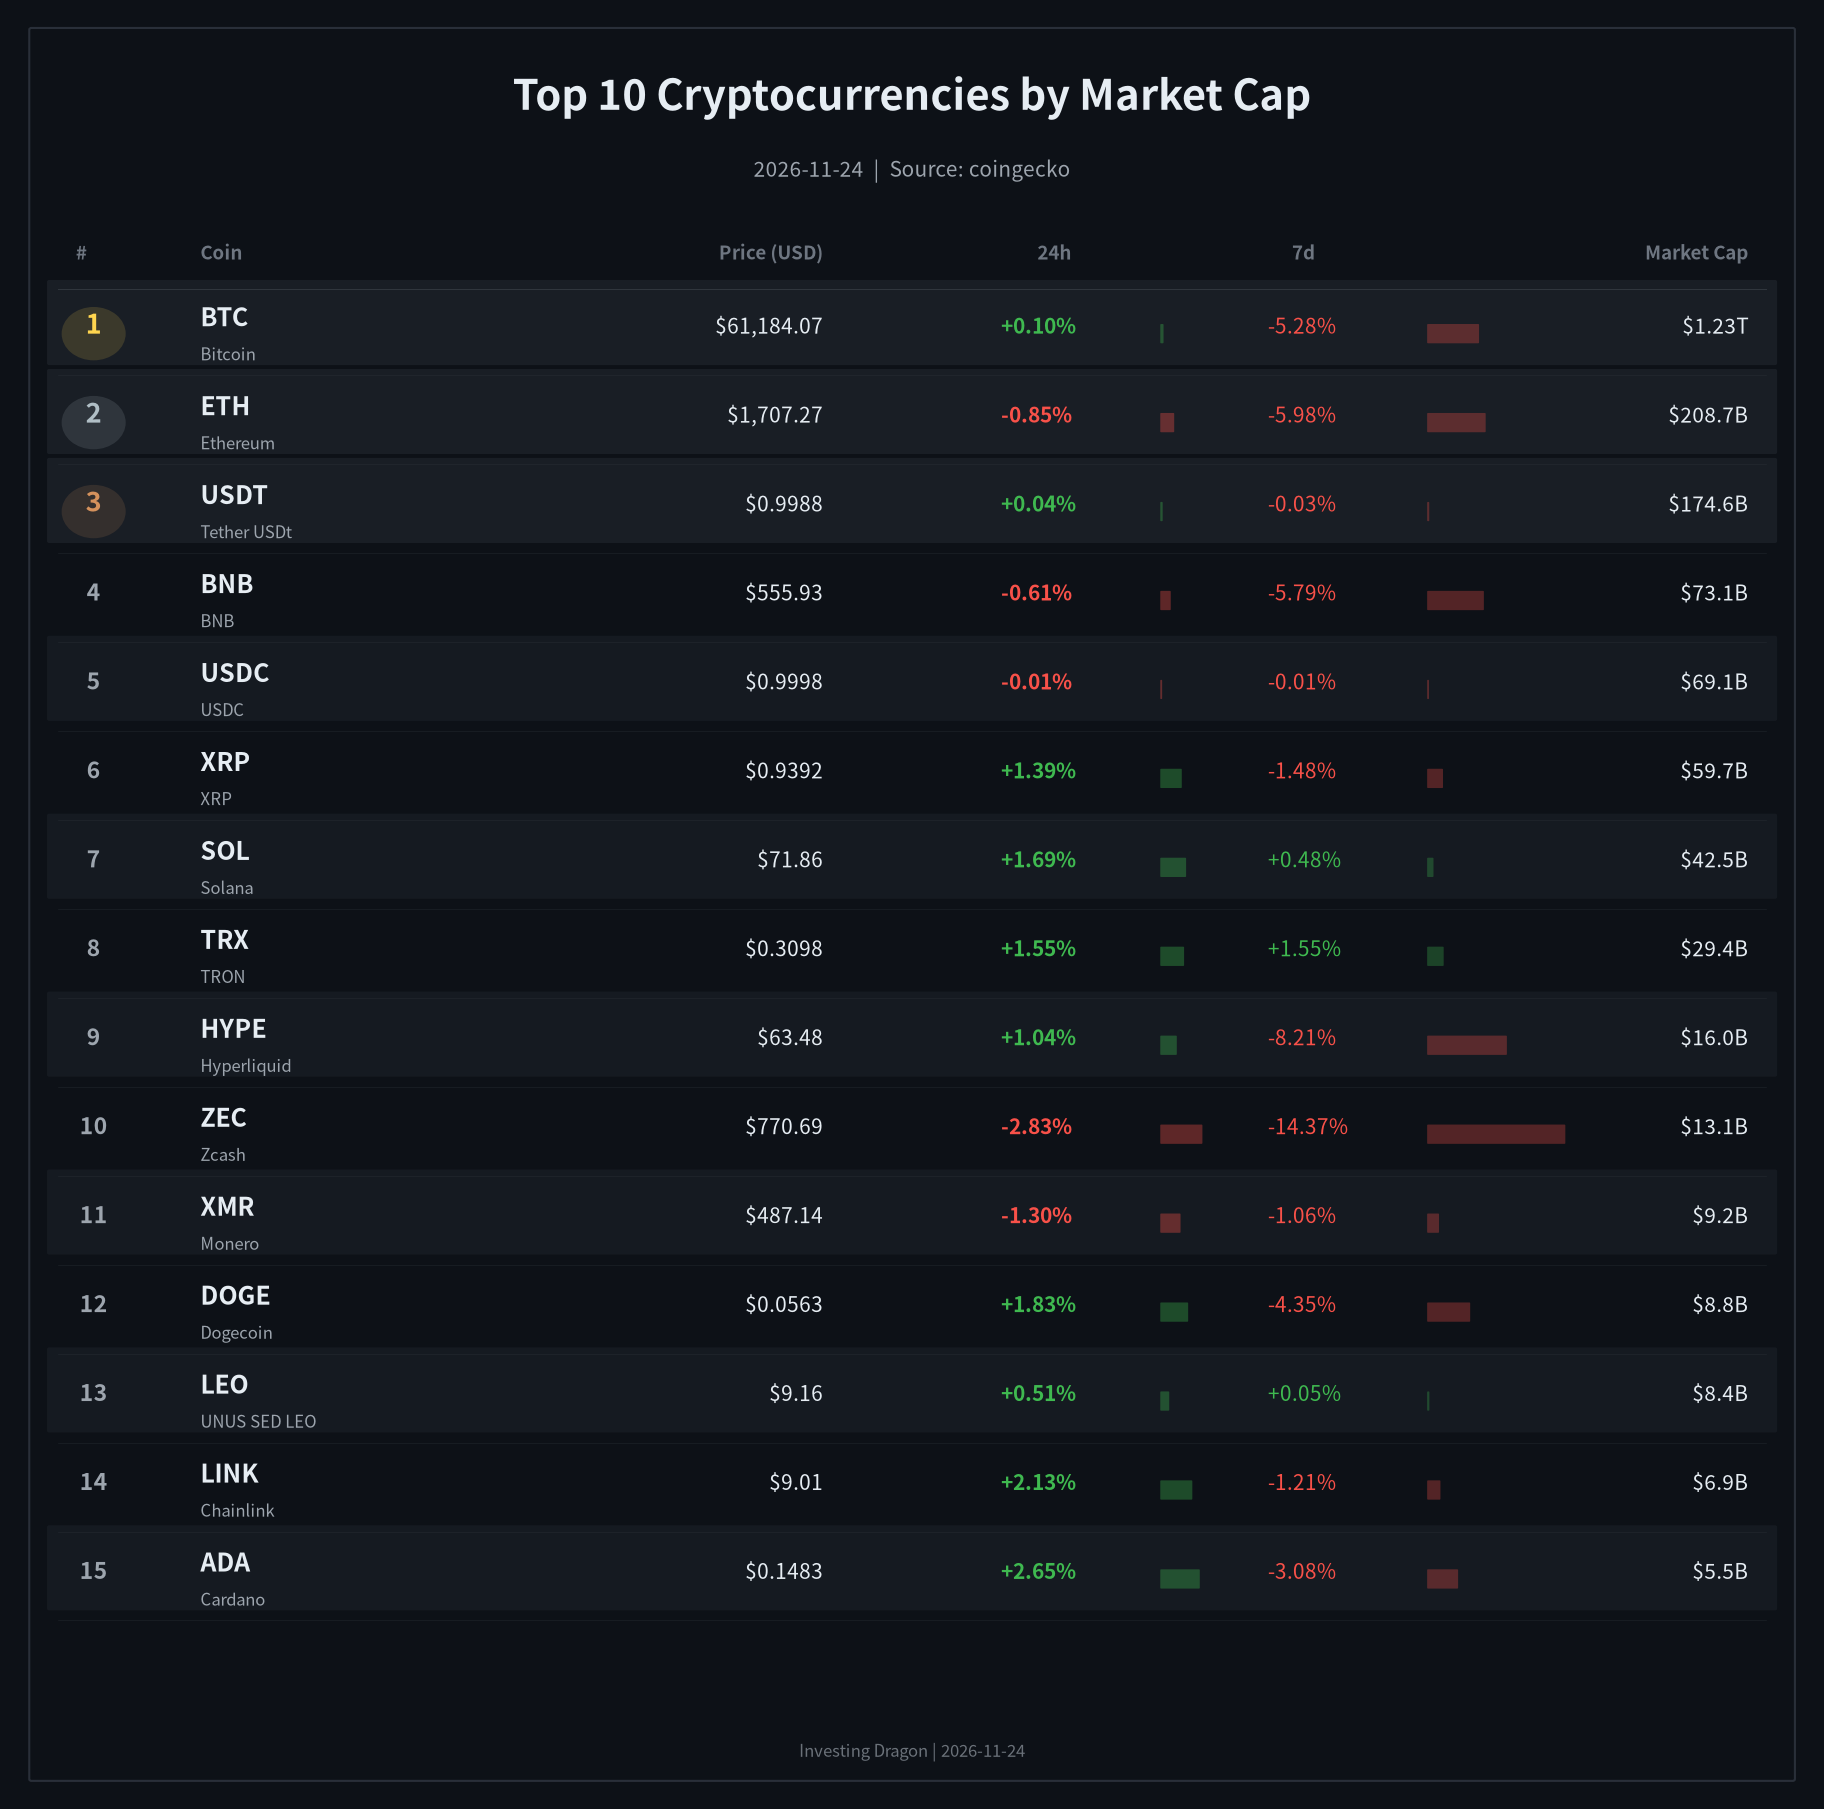 Top 10 Cryptocurrencies by Market Cap
2026-11-24 | Source: coingecko
# Coin Price (USD) 24h 7d Market Cap
1 BTC $61,184.07 +0.10% -5.28% $1.23T
Bitcoin
2 ETH $1,707.27 -0.85% -5.98% $208.7B
Ethereum
3 USDT $0.9988 +0.04% -0.03% $174.6B
Tether USDt
4 BNB $555.93 -0.61% -5.79% $73.1B
BNB
5 USDC $0.9998 -0.01% -0.01% $69.1B
USDC
6 XRP $0.9392 +1.39% -1.48% $59.7B
XRP
7 SOL $71.86 +1.69% +0.48% $42.5B
Solana
8 TRX $0.3098 +1.55% +1.55% $29.4B
TRON
9 HYPE $63.48 +1.04% -8.21% $16.0B
Hyperliquid
10 ZEC $770.69 -2.83% -14.37% $13.1B
Zcash
11 XMR $487.14 -1.30% -1.06% $9.2B
Monero
12 DOGE $0.0563 +1.83% -4.35% $8.8B
Dogecoin
13 LEO $9.16 +0.51% +0.05% $8.4B
UNUS SED LEO
14 LINK $9.01 +2.13% -1.21% $6.9B
Chainlink
15 ADA $0.1483 +2.65% -3.08% $5.5B
Cardano
Investing Dragon | 2026-11-24